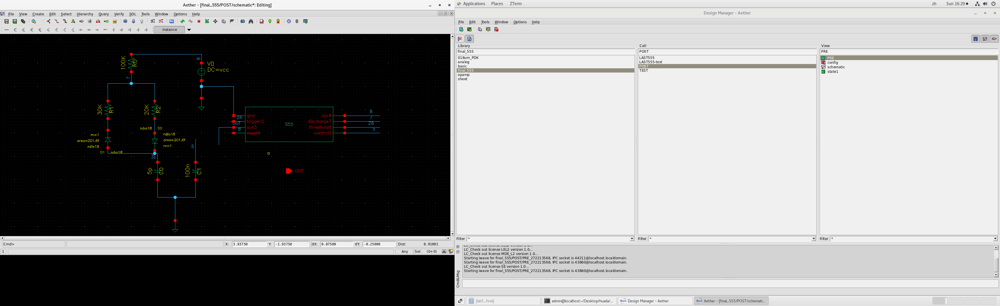 Aether - [final_555/POST/schematic*: Editing]
File View Create Edit Select Hierarchy Query Verify SDL Tools Window Options Help
Instance
100K
R0
8
V0
DC=vcc
7
30K
R1
20K
R2
ndio18
D0
m=1
area=201.6f
ndio18
D1
ndio18
ndio18
area=201.6f
m=1
26
5p
C0
5
100n
C1
gnd
26
trigger2
OUT
out3
8
reset4
555
vcc8
8
discharge7
7
threshold6
26
control5
5
OUT
Cmd>
X: 3.93750 Y: -1.93750 dX: 0.87500 dY: -0.25000 Dist: 0.91001
1
Any Sel: (0+0)
Applications Places ZTerm
zh Sun 16:29
Design Manager - Aether
File Edit Tools Window Options Help
Library
final_555
018um_PDK
analog
basic
final_555
opamp
sheet
Filter *
Cell
POST
LAST555
LAST555-test
POST
TEST
Filter *
View
PRE
PRE
config
schematic
state1
Filter *
Cmd&Msg
LC_Check out license LEL2 version 1.0...
LC_Check out license MDE_L2 version 1.0...
Starting iwave for final_555/POST/PRE_272213568, IPC socket is 44211@localhost.localdomain.
Starting iwave for final_555/POST/PRE_272213568, IPC socket is 43860@localhost.localdomain.
LC_Check out license SE version 1.0...
Starting iwave for final_555/POST/PRE_272213568, IPC socket is 43860@localhost.localdomain.
[lab5_final]
admin@localhost:~/Desktop/huada/...
Design Manager - Aether
Aether - [final_555/POST/schemati...